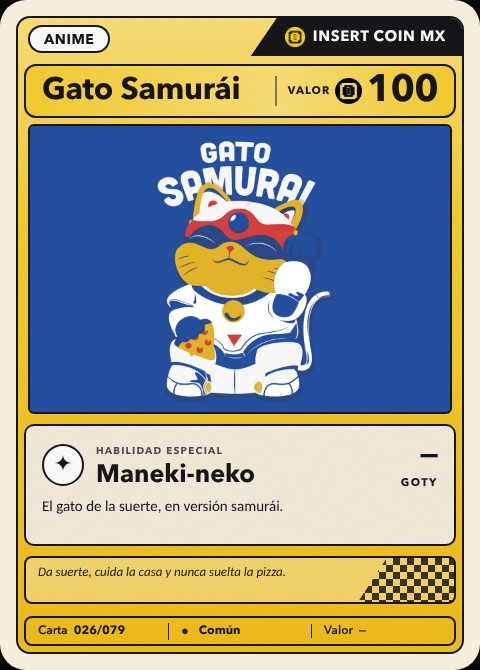 ANIME
INSERT COIN MX
Gato Samurái
VALOR 100
GATO
SAMURAI
HABILIDAD ESPECIAL
Maneki-neko
—
GOTY
El gato de la suerte, en versión samurái.
Da suerte, cuida la casa y nunca suelta la pizza.
Carta 026/079 • Común Valor —